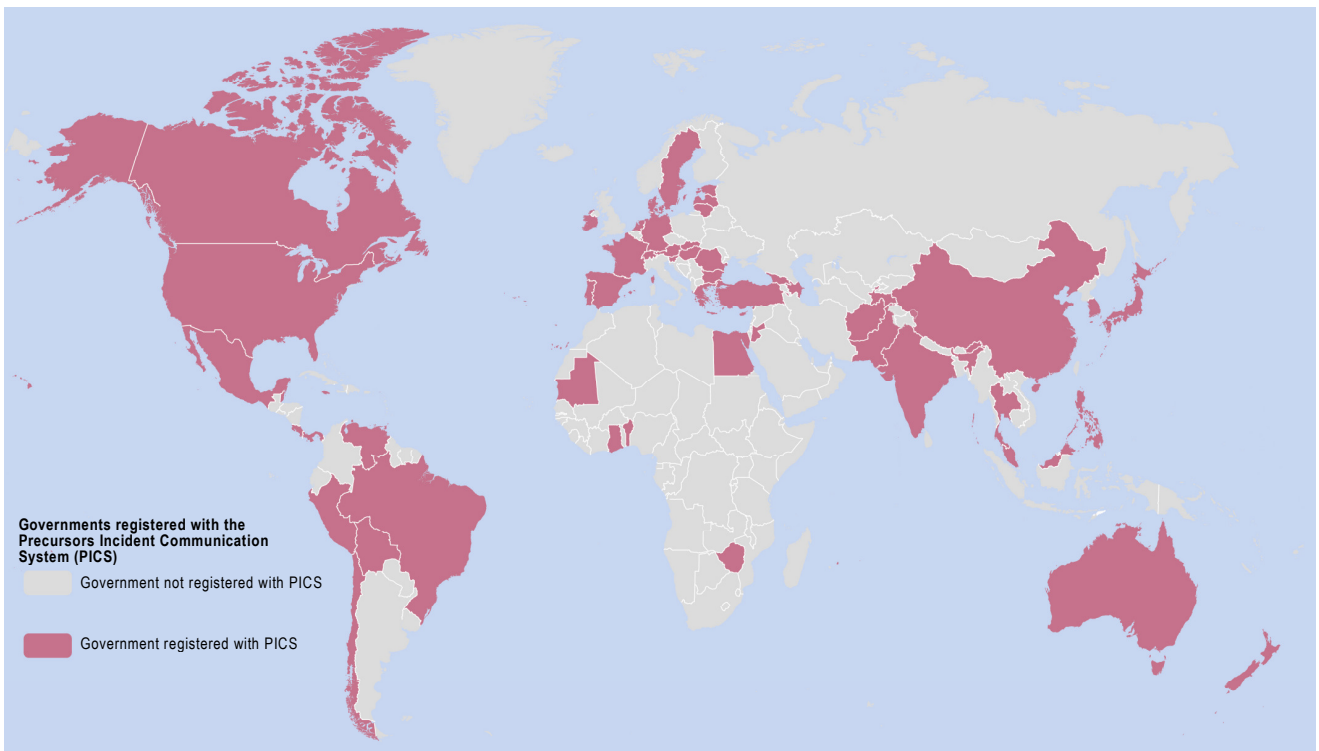 Governments registered with the
Precursors Incident Communication
System (PICS)
Government not registered with PICS
Government registered with PICS